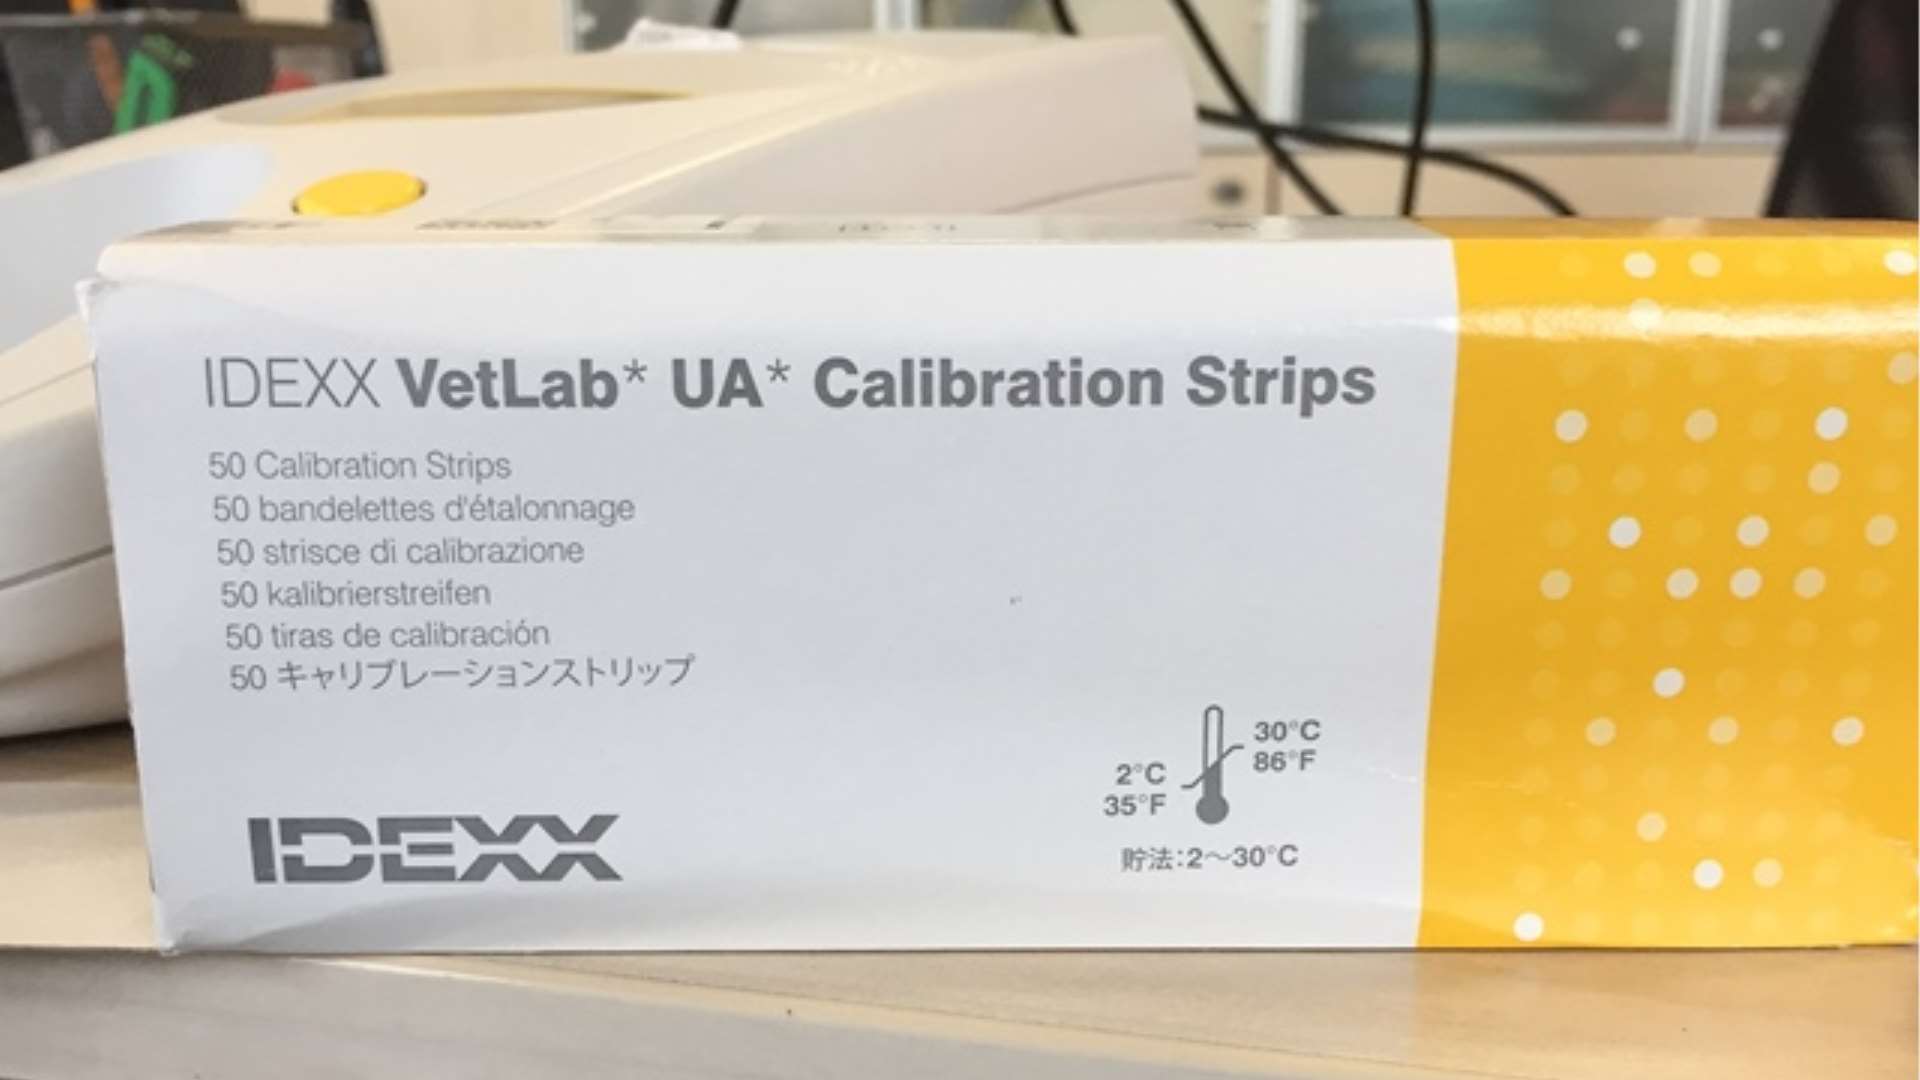 IDEXX VetLab* UA* Calibration Strips
50 Calibration Strips
50 bandelettes d'étalonnage
50 strisce di calibrazione
50 kalibrierstreifen
50 tiras de calibración
50 キャリブレーションストリップ
30°C
86°F
2°C
35°F
貯法:2～30°C
IDEXX